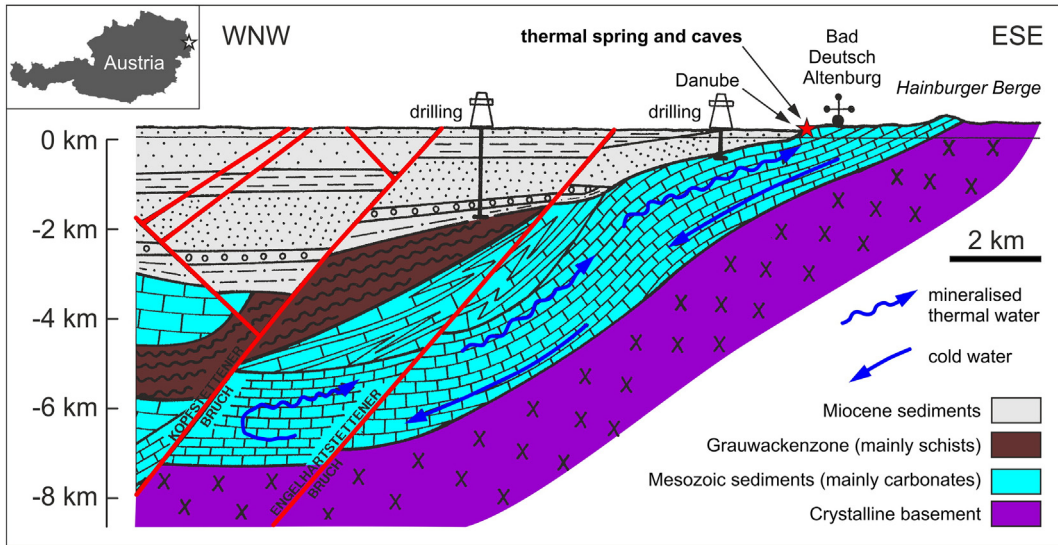 Austria
WNW
thermal spring and caves
ESE
Danube
Bad
Deutsch
Altenburg
Hainburger Berge
drilling
drilling
0 km
-2 km
-4 km
-6 km
-8 km
2 km
mineralised
thermal water
cold water
KOPFSTETTENER
BRUCH
ENGELHARTSTETTENER
BRUCH
Miocene sediments
Grauwackenzone (mainly schists)
Mesozoic sediments (mainly carbonates)
Crystalline basement